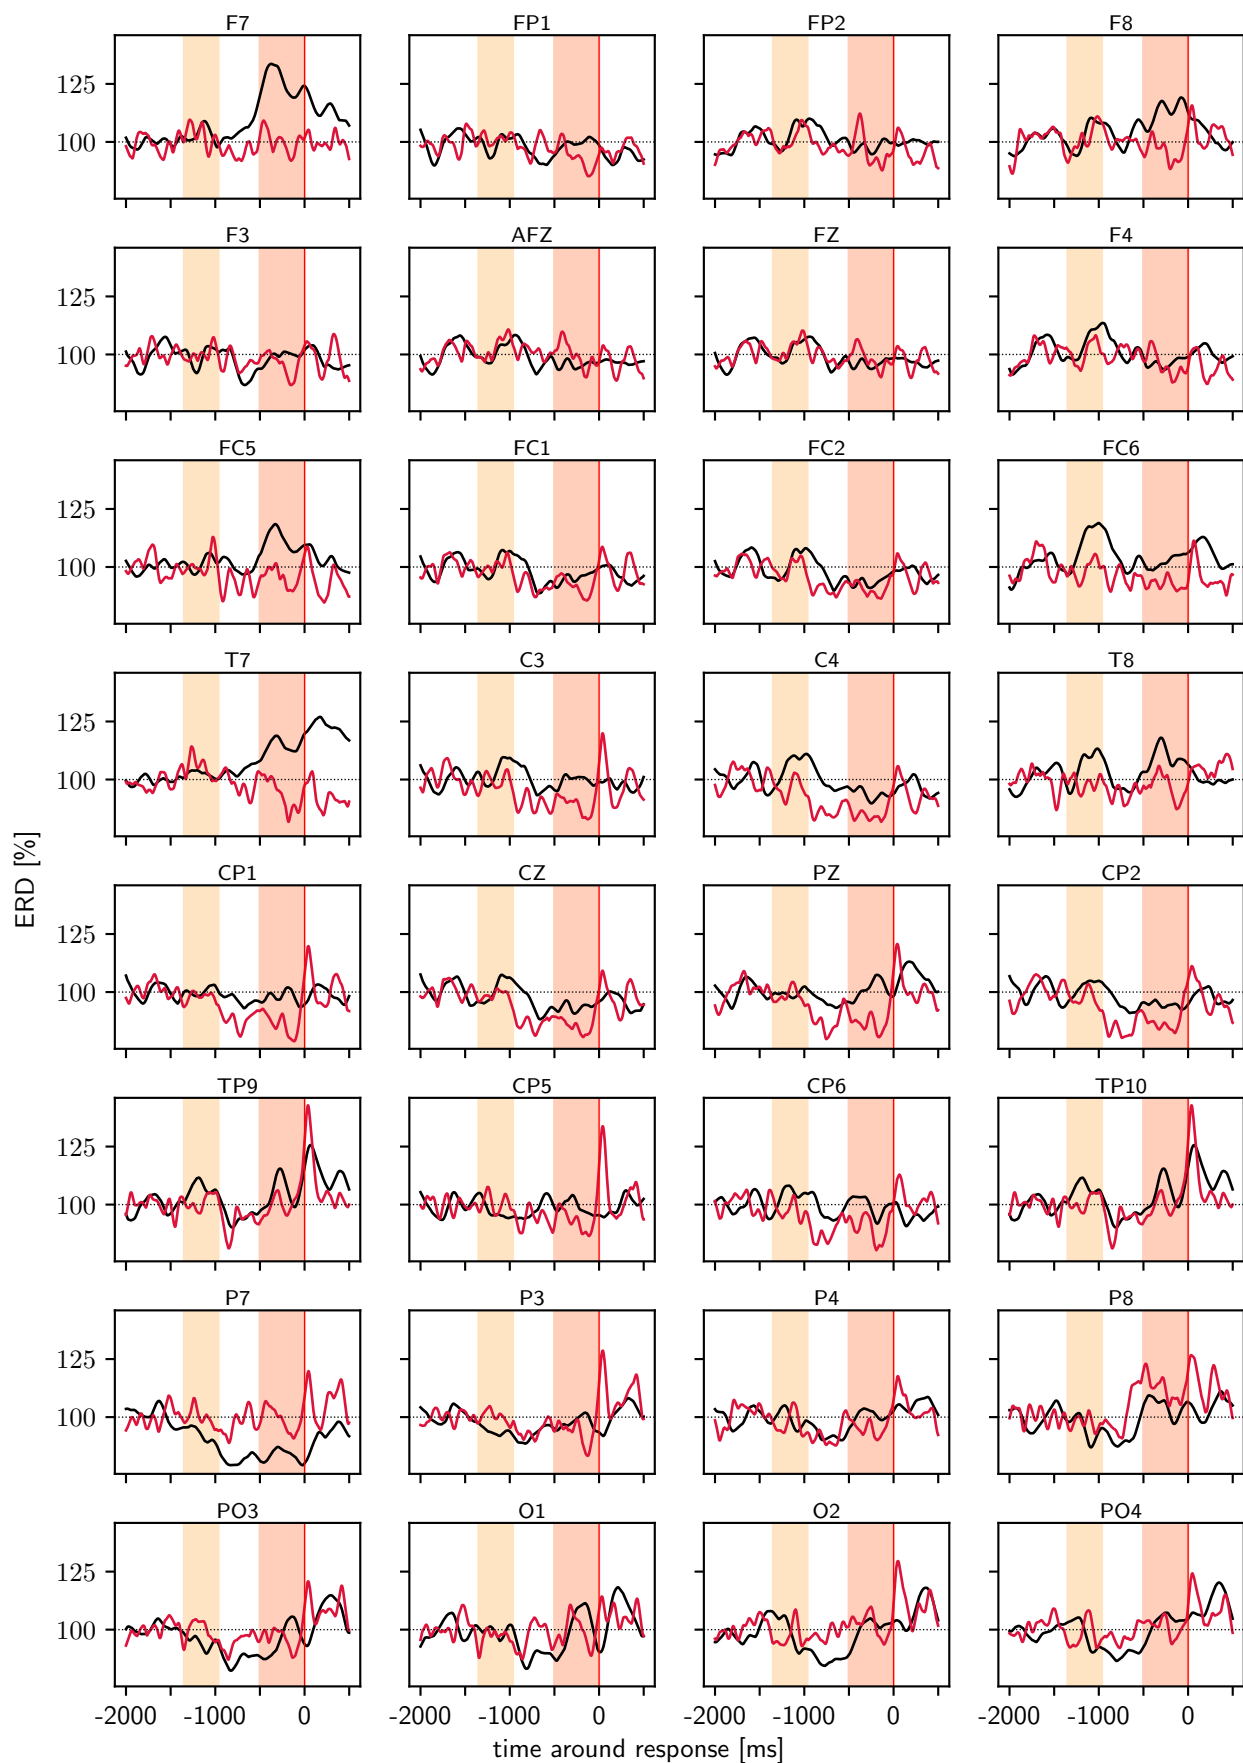 F7 FP1 FP2 F8
125
100
F3 AFZ FZ F4
125
100
FC5 FC1 FC2 FC6
125
100
T7 C3 C4 T8
125
100
ERD [%]
CP1 CZ PZ CP2
125
100
TP9 CP5 CP6 TP10
125
100
P7 P3 P4 P8
125
100
PO3 O1 O2 PO4
125
100
-2000 -1000 0 -2000 -1000 0 -2000 -1000 0 -2000 -1000 0
time around response [ms]